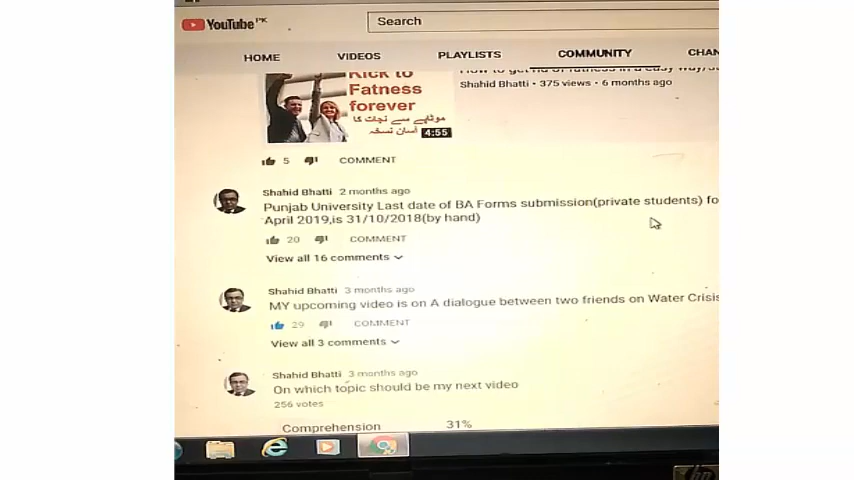 YouTube PK
Search
HOME VIDEOS PLAYLISTS COMMUNITY CHAN
Kick to
Fatness
forever
موٹاپے سے نجات کا
آسان نسخہ
4:55
How to get rid of fatness in a easy way/
Shahid Bhatti • 375 views • 6 months ago
5 COMMENT
Shahid Bhatti 2 months ago
Punjab University Last date of BA Forms submission(private students) fo
April 2019,is 31/10/2018(by hand)
20 COMMENT
View all 16 comments
Shahid Bhatti 3 months ago
MY upcoming video is on A dialogue between two friends on Water Crisis
29 COMMENT
View all 3 comments
Shahid Bhatti 3 months ago
On which topic should be my next video
256 votes
Comprehension 31%
hp